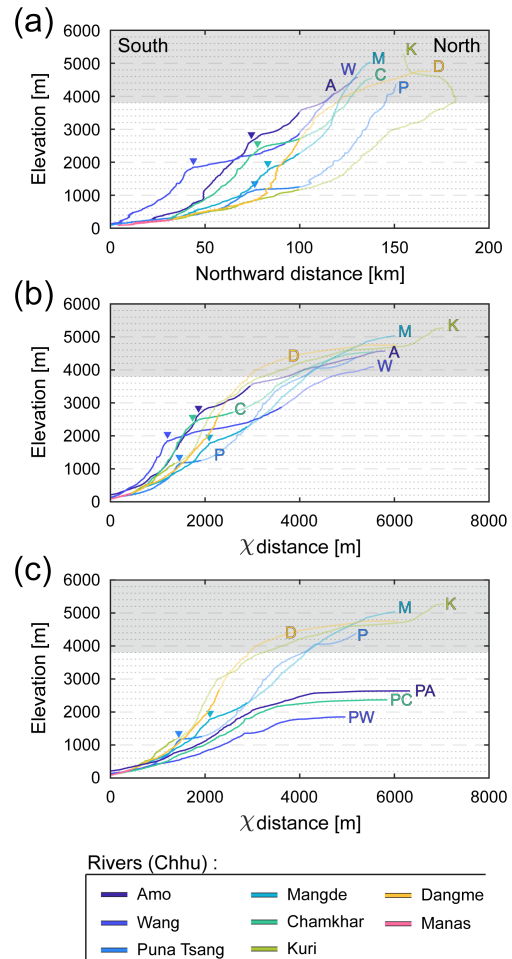 (a)
South
North
K
M
D
W
C
A
P
6000
5000
4000
3000
2000
1000
0
Elevation [m]
0 50 100 150 200
Northward distance [km]
(b)
6000
5000
4000
3000
2000
1000
0
Elevation [m]
M
K
D
A
W
C
P
0 2000 4000 6000 8000
χ distance [m]
(c)
6000
5000
4000
3000
2000
1000
0
Elevation [m]
M
K
D
P
PA
PC
PW
0 2000 4000 6000 8000
χ distance [m]
Rivers (Chhu) :
Amo Mangde Dangme
Wang Chamkhar Manas
Puna Tsang Kuri